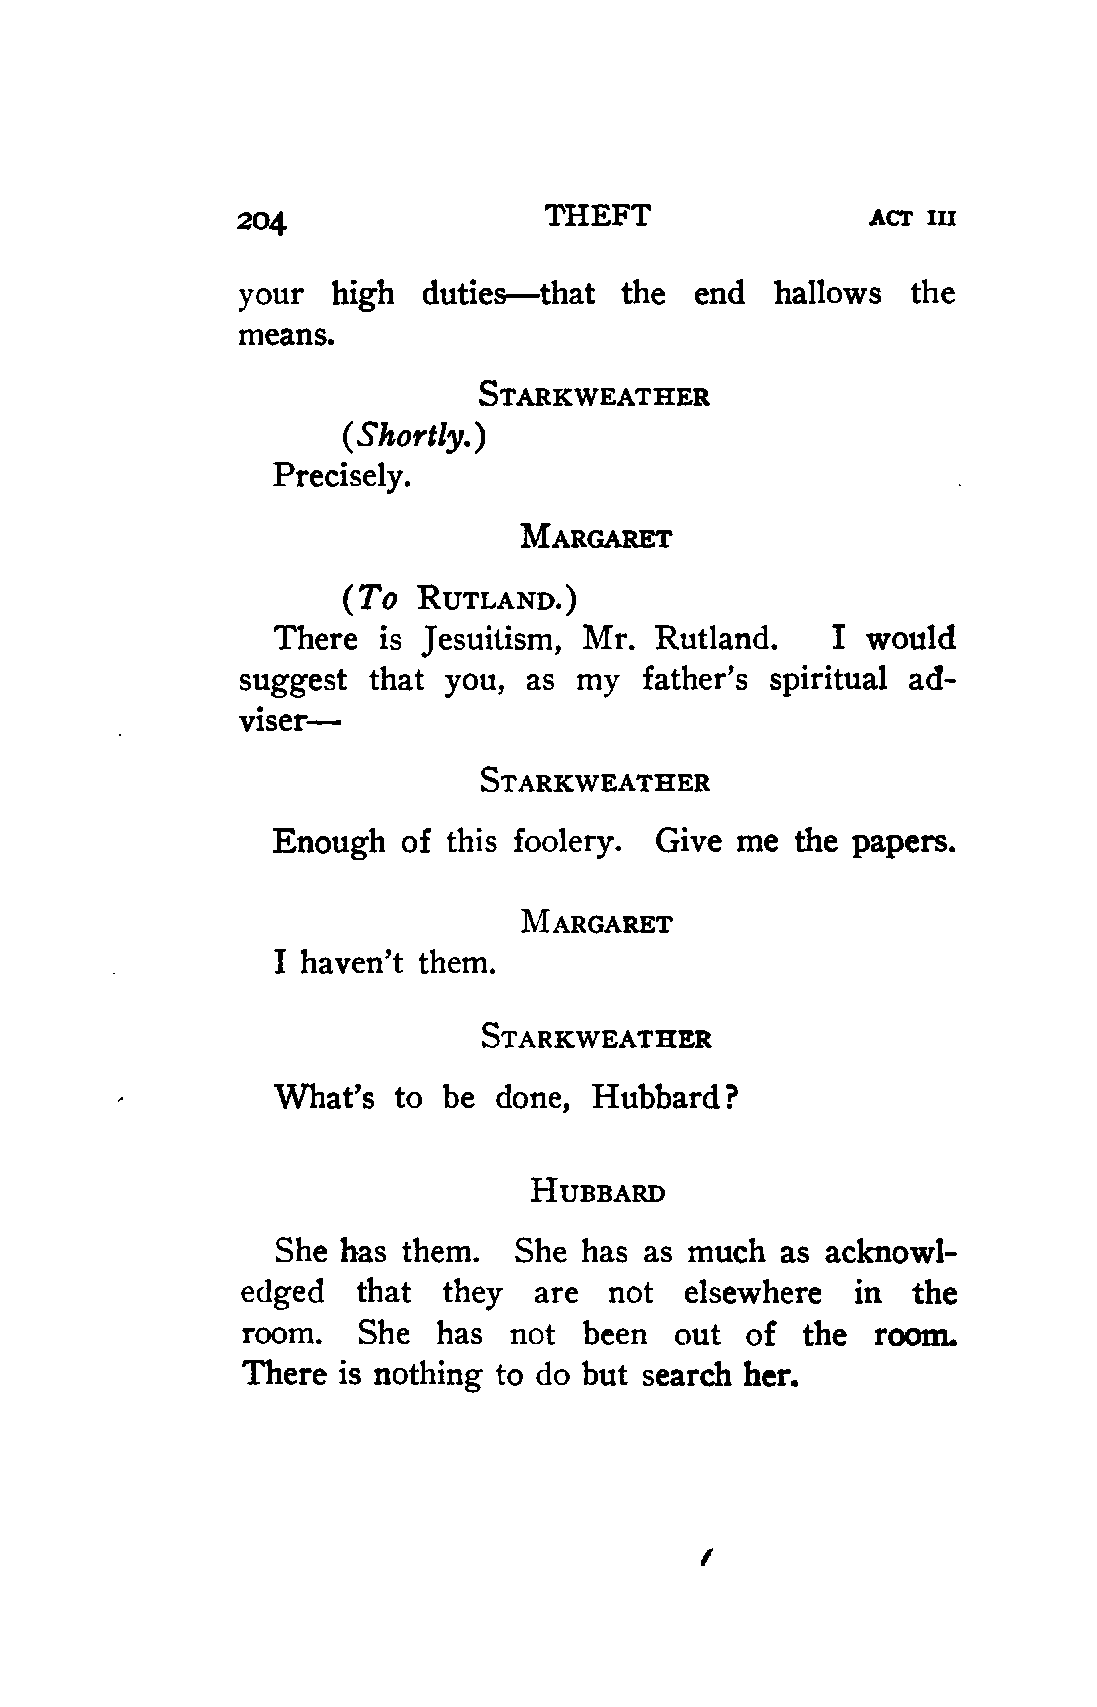 204 THEFT ACT III
your high duties—that the end hallows the
means.
STARKWEATHER
(Shortly.)
Precisely.
MARGARET
(To RUTLAND.)
There is Jesuitism, Mr. Rutland. I would
suggest that you, as my father's spiritual ad-
viser—
STARKWEATHER
Enough of this foolery. Give me the papers.
MARGARET
I haven't them.
STARKWEATHER
What's to be done, Hubbard?
HUBBARD
She has them. She has as much as acknowl-
edged that they are not elsewhere in the
room. She has not been out of the room.
There is nothing to do but search her.